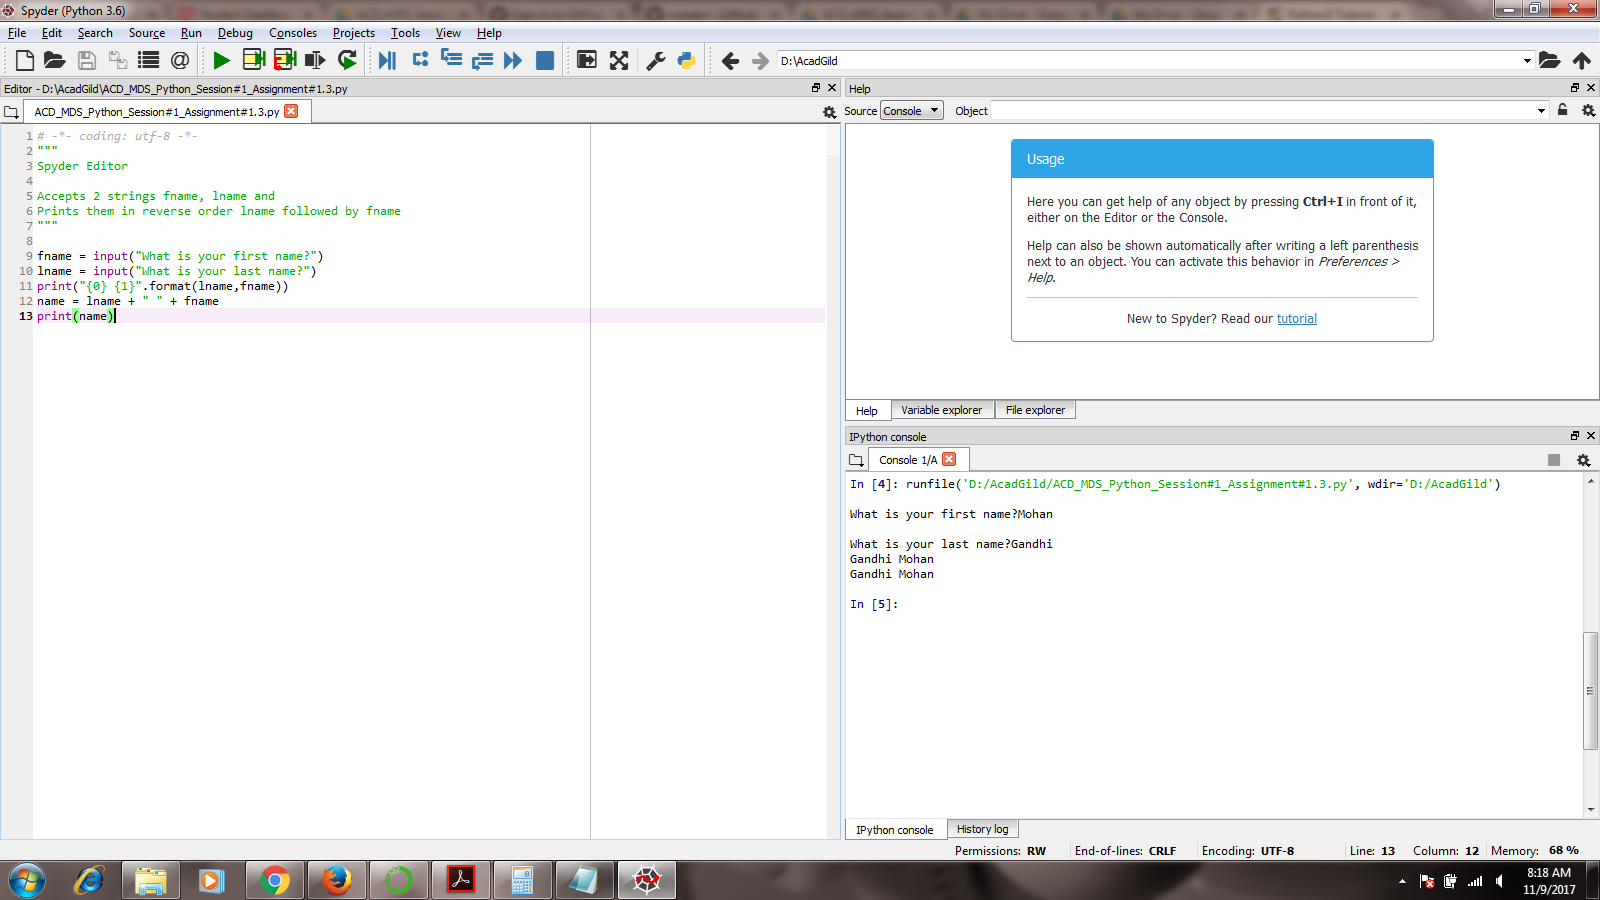 Spyder (Python 3.6)
File Edit Search Source Run Debug Consoles Projects Tools View Help
D:\AcadGild
Editor - D:\AcadGild\ACD_MDS_Python_Session#1_Assignment#1.3.py
ACD_MDS_Python_Session#1_Assignment#1.3.py
1 # -*- coding: utf-8 -*-
2 """
3 Spyder Editor
4
5 Accepts 2 strings fname, lname and
6 Prints them in reverse order lname followed by fname
7 """
8
9 fname = input("What is your first name?")
10 lname = input("What is your last name?")
11 print("{0} {1}".format(lname,fname))
12 name = lname + " " + fname
13 print(name)
Help
Source Console Object
Usage
Here you can get help of any object by pressing Ctrl+I in front of it,
either on the Editor or the Console.
Help can also be shown automatically after writing a left parenthesis
next to an object. You can activate this behavior in Preferences >
Help.
New to Spyder? Read our tutorial
Help Variable explorer File explorer
IPython console
Console 1/A
In [4]: runfile('D:/AcadGild/ACD_MDS_Python_Session#1_Assignment#1.3.py', wdir='D:/AcadGild')
What is your first name?Mohan
What is your last name?Gandhi
Gandhi Mohan
Gandhi Mohan
In [5]:
IPython console History log
Permissions: RW End-of-lines: CRLF Encoding: UTF-8 Line: 13 Column: 12 Memory: 68 %
8:18 AM
11/9/2017